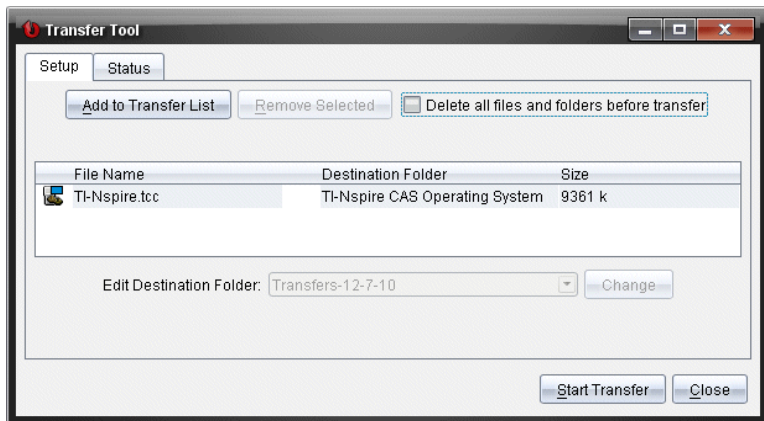 Transfer Tool
Setup Status
Add to Transfer List Remove Selected Delete all files and folders before transfer
File Name Destination Folder Size
TI-Nspire.tcc TI-Nspire CAS Operating System 9361 k
Edit Destination Folder: Transfers-12-7-10 Change
Start Transfer Close